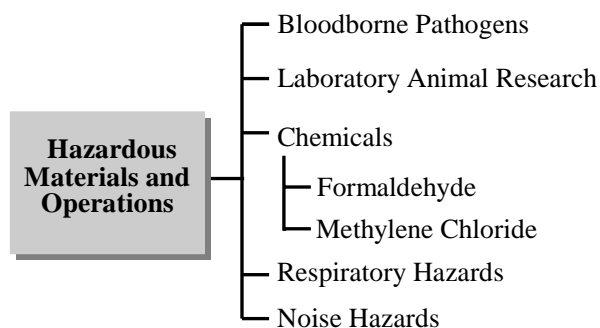 Hazardous
Materials and
Operations
Bloodborne Pathogens
Laboratory Animal Research
Chemicals
Formaldehyde
Methylene Chloride
Respiratory Hazards
Noise Hazards